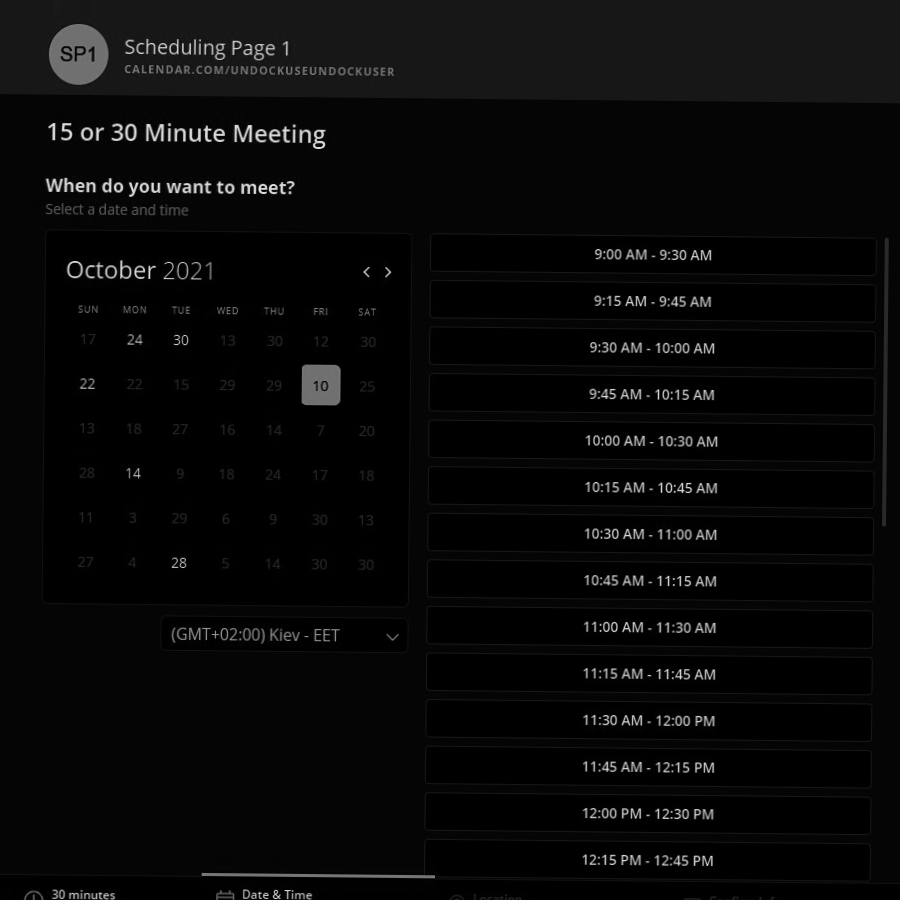 SP1
Scheduling Page 1
CALENDAR.COM/UNDOCKUSEUNDOCKUSER
15 or 30 Minute Meeting
When do you want to meet?
Select a date and time
October 2021
SUN MON TUE WED THU FRI SAT
17 24 30 13 30 12 30
22 22 15 29 29 10 25
13 18 27 16 14 7 20
28 14 9 18 24 17 18
11 3 29 6 9 30 13
27 4 28 5 14 30 30
(GMT+02:00) Kiev - EET
9:00 AM - 9:30 AM
9:15 AM - 9:45 AM
9:30 AM - 10:00 AM
9:45 AM - 10:15 AM
10:00 AM - 10:30 AM
10:15 AM - 10:45 AM
10:30 AM - 11:00 AM
10:45 AM - 11:15 AM
11:00 AM - 11:30 AM
11:15 AM - 11:45 AM
11:30 AM - 12:00 PM
11:45 AM - 12:15 PM
12:00 PM - 12:30 PM
12:15 PM - 12:45 PM
30 minutes
Date & Time
Location